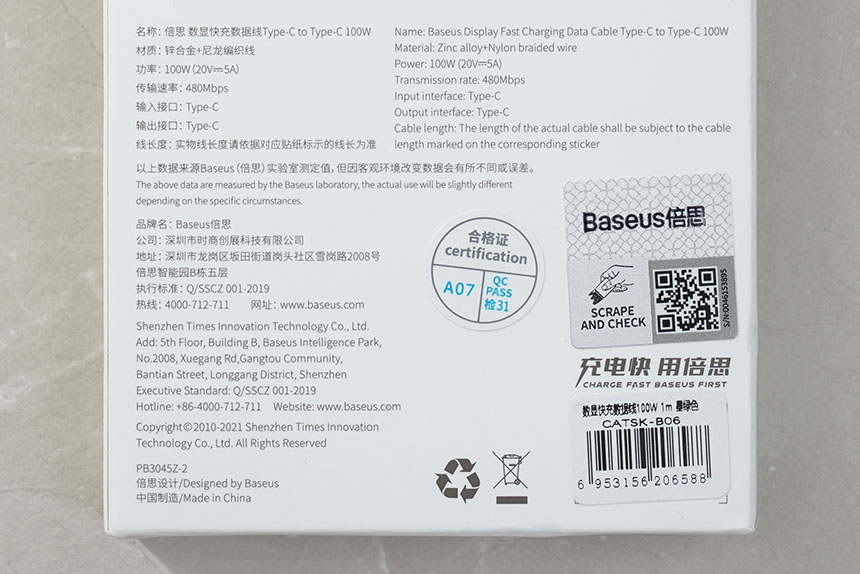 名称：倍思 数显快充数据线Type-C to Type-C 100W
材质：锌合金+尼龙编织线
功率：100W（20V⎓5A）
传输速率：480Mbps
输入接口：Type-C
输出接口：Type-C
线长度：实物线长度请依据对应贴纸标示的线长为准
Name: Baseus Display Fast Charging Data Cable Type-C to Type-C 100W
Material: Zinc alloy+Nylon braided wire
Power: 100W (20V⎓5A)
Transmission rate: 480Mbps
Input interface: Type-C
Output interface: Type-C
Cable length: The length of the actual cable shall be subject to the cable
length marked on the corresponding sticker
以上数据来源Baseus（倍思）实验室测定值，但因客观环境改变数据会有所不同或误差。
The above data are measured by the Baseus laboratory, the actual use will be slightly different
depending on the specific circumstances.
品牌名：Baseus倍思
公司：深圳市时商创展科技有限公司
地址：深圳市龙岗区坂田街道岗头社区雪岗路2008号
倍思智能园B栋五层
执行标准：Q/SSCZ 001-2019
热线：4000-712-711 网址：www.baseus.com
Shenzhen Times Innovation Technology Co., Ltd.
Add: 5th Floor, Building B, Baseus Intelligence Park,
No.2008, Xuegang Rd,Gangtou Community,
Bantian Street, Longgang District, Shenzhen
Executive Standard: Q/SSCZ 001-2019
Hotline: +86-4000-712-711 Website: www.baseus.com
Copyright©2010-2021 Shenzhen Times Innovation
Technology Co., Ltd. All Rights Reserved
PB3045Z-2
倍思设计/Designed by Baseus
中国制造/Made in China
合格证
certification
A07
QC
PASS
检31
Baseus倍思
SCRAPE
AND CHECK
S/N:0046153895
充电快 用倍思
CHARGE FAST BASEUS FIRST
数显快充数据线100W 1m 墨绿色
CATSK-B06
6 953156 206588